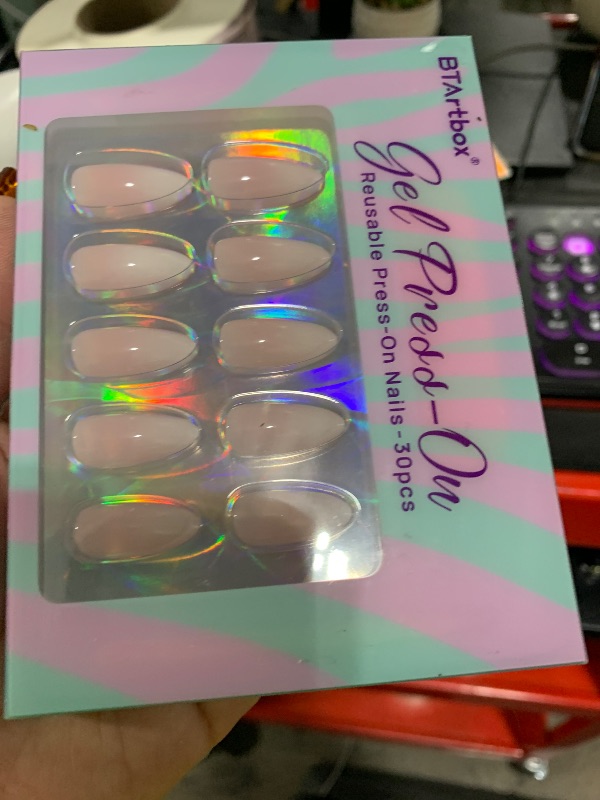 BTArtbox®
Gel Press-On
Reusable Press-On Nails-30pcs